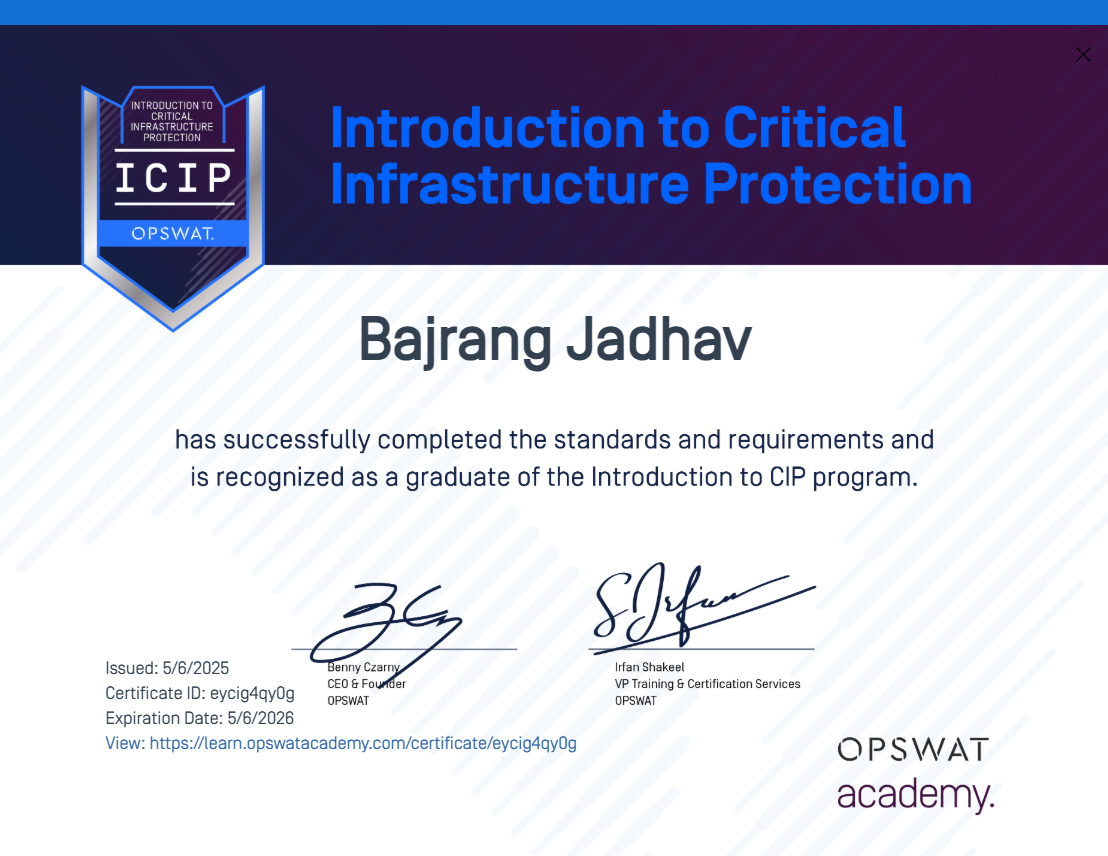 INTRODUCTION TO
CRITICAL
INFRASTRUCTURE
PROTECTION
ICIP
OPSWAT.
Introduction to Critical
Infrastructure Protection
Bajrang Jadhav
has successfully completed the standards and requirements and
is recognized as a graduate of the Introduction to CIP program.
Benny Czarny
CEO & Founder
OPSWAT
Irfan Shakeel
VP Training & Certification Services
OPSWAT
Issued: 5/6/2025
Certificate ID: eycig4qy0g
Expiration Date: 5/6/2026
View: https://learn.opswatacademy.com/certificate/eycig4qy0g
OPSWAT
academy.